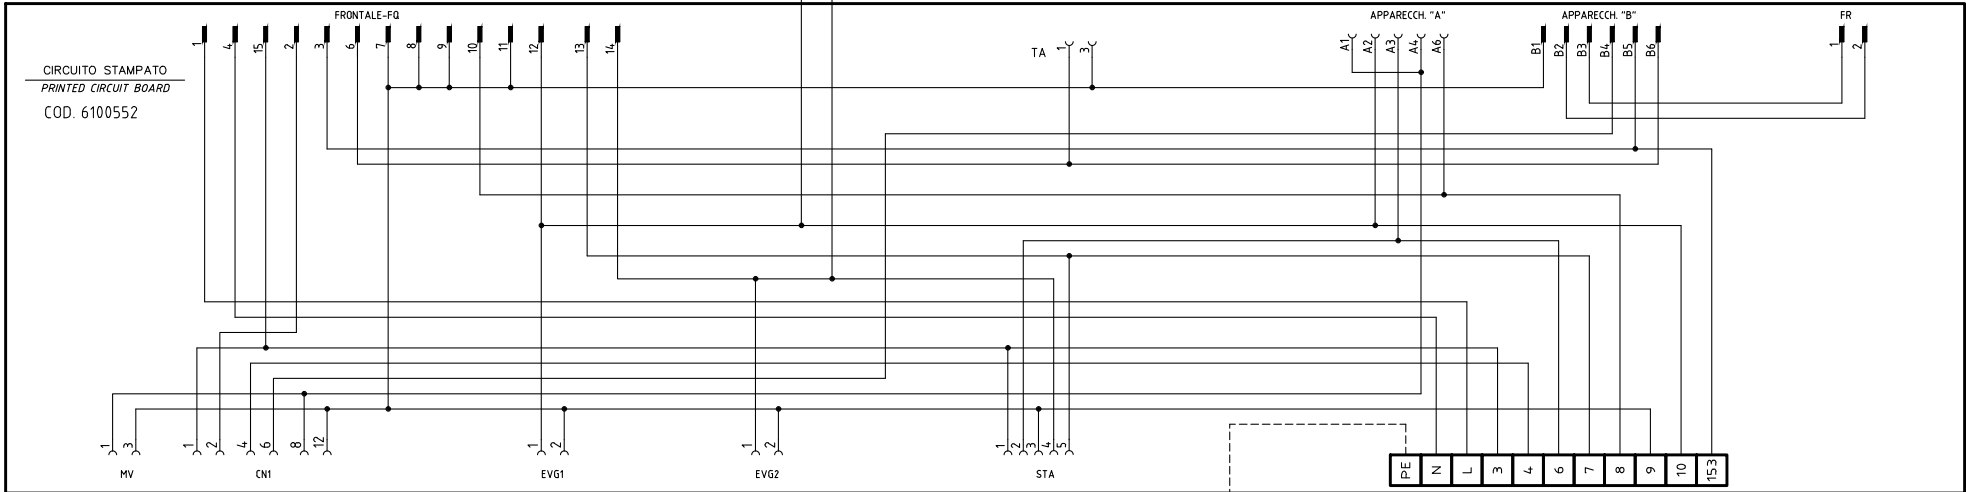 FRONTALE-FQ
APPARECCH. "A"
APPARECCH. "B"
FR
1 4 15 2 3 6 7 8 9 10 11 12 13 14
TA 1 3
A1 A2 A3 A4 A6
B1 B2 B3 B4 B5 B6
1 2
CIRCUITO STAMPATO
PRINTED CIRCUIT BOARD
COD. 6100552
1 3
1 2 4 6 8 12
1 2
1 2
1 2 3 4 5
PE N L 3 4 6 7 8 9 10 153
MV
CN1
EVG1
EVG2
STA